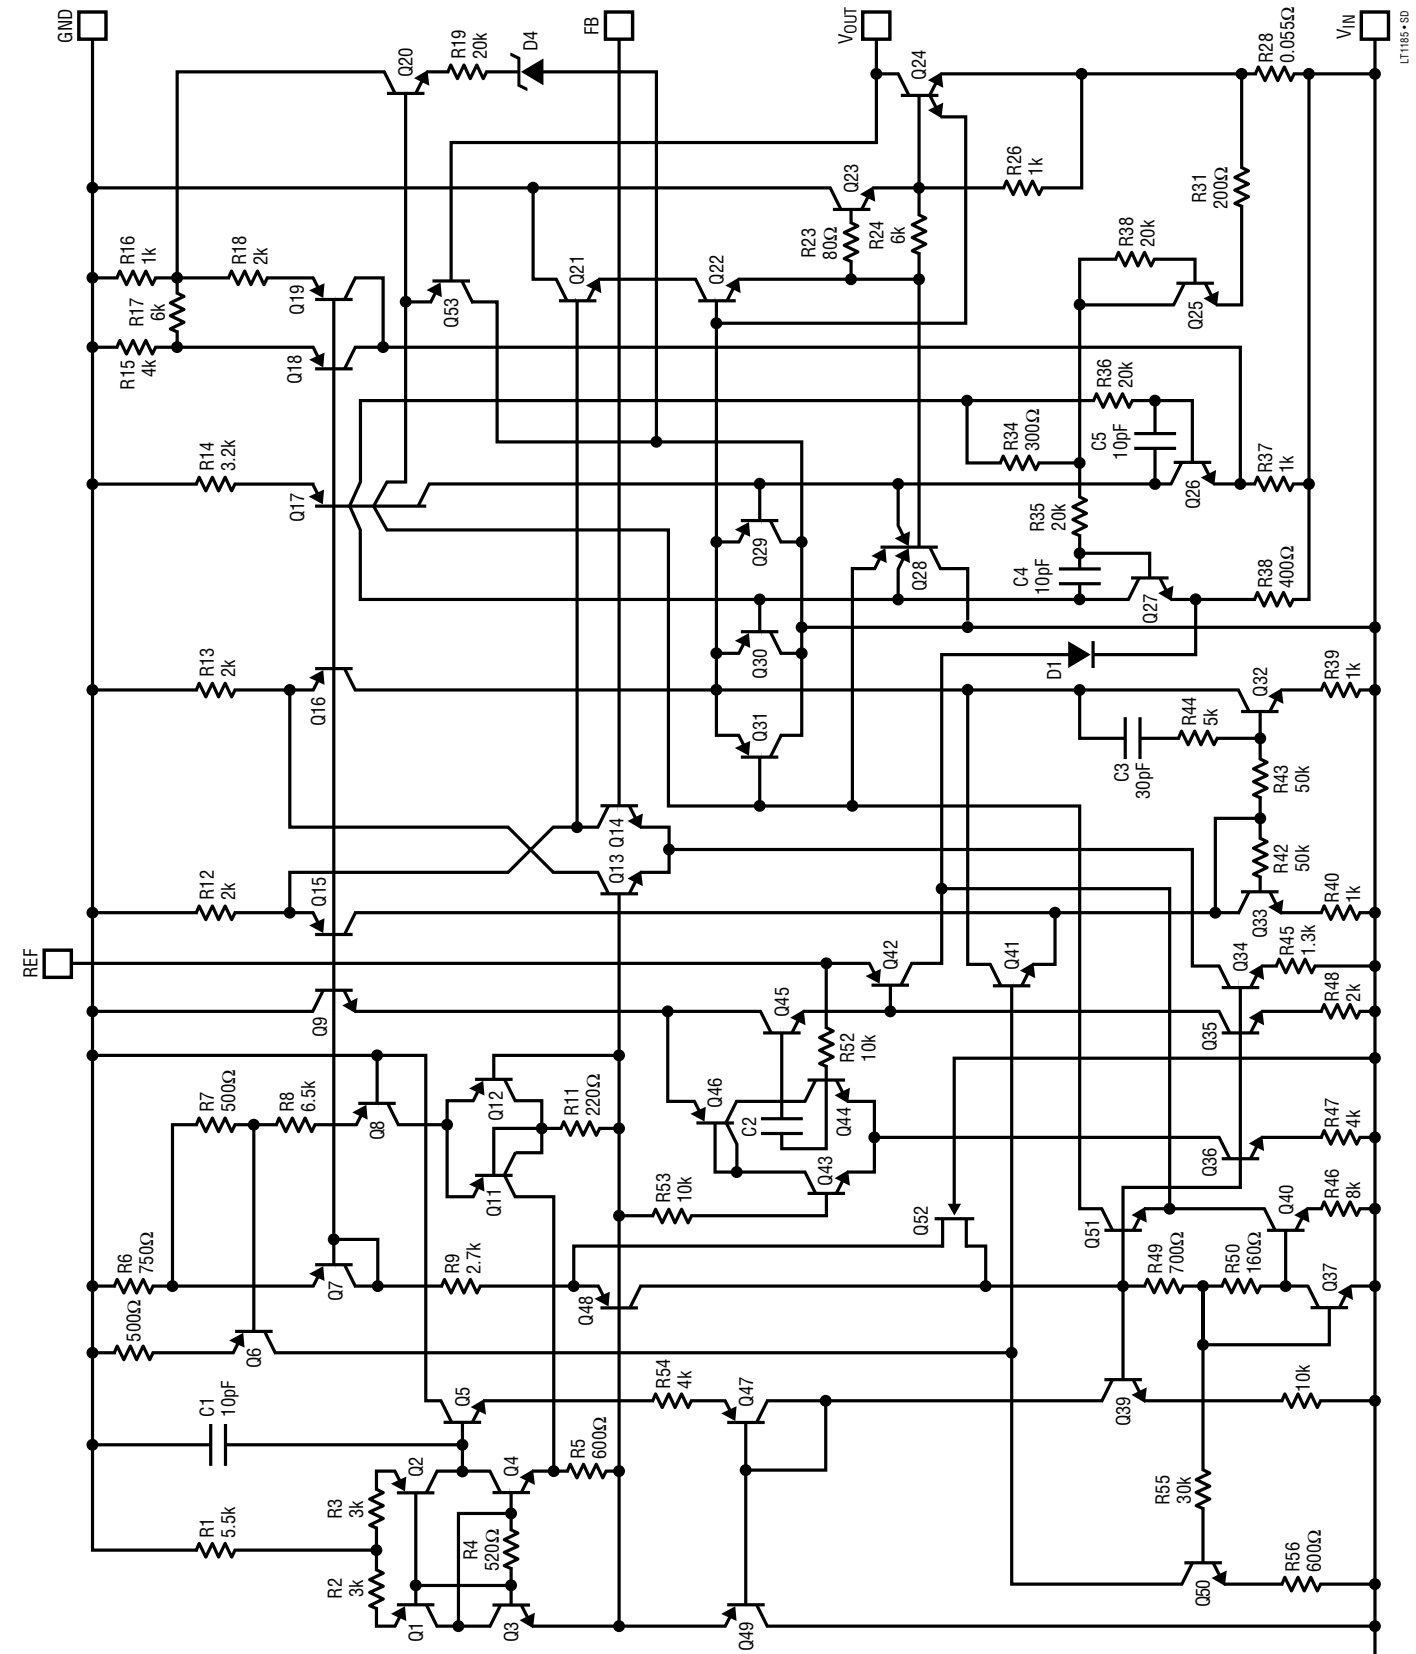 REF
GND
R1
5.5k
C1
10pF
500Ω
R6
750Ω
R7
500Ω
R12
2k
R13
2k
R14
3.2k
R15
4k
R16
1k
R17
6k
R18
2k
R2
3k
R3
3k
Q6
R8
6.5k
Q7
Q9
Q15
Q16
Q17
Q18
Q19
Q1
Q2
Q5
R9
2.7k
Q8
Q20
R19
20k
D4
Q53
Q3
R4
520Ω
Q4
Q11
Q12
R5
600Ω
R11
220Ω
Q48
Q13
Q14
Q21
FB
R54
4k
R53
10k
Q46
C2
Q49
Q47
Q43
Q44
Q45
R52
10k
Q42
Q31
Q30
Q29
Q22
R23
80Ω
R24
6k
Q23
VOUT
Q52
Q41
Q28
Q24
R26
1k
D1
C4
10pF
R35
20k
R34
300Ω
Q39
Q51
R49
700Ω
C3
30pF
R44
5k
Q27
C5
10pF
R36
20k
R38
20k
Q25
R31
200Ω
R55
30k
Q50
R50
160Ω
Q40
Q37
Q36
Q35
Q34
Q33
R42
50k
R43
50k
Q32
Q26
R56
600Ω
10k
R46
8k
R47
4k
R48
2k
R45
1.3k
R40
1k
R39
1k
R38
400Ω
R37
1k
R28
0.055Ω
VIN
LT1185 • SD